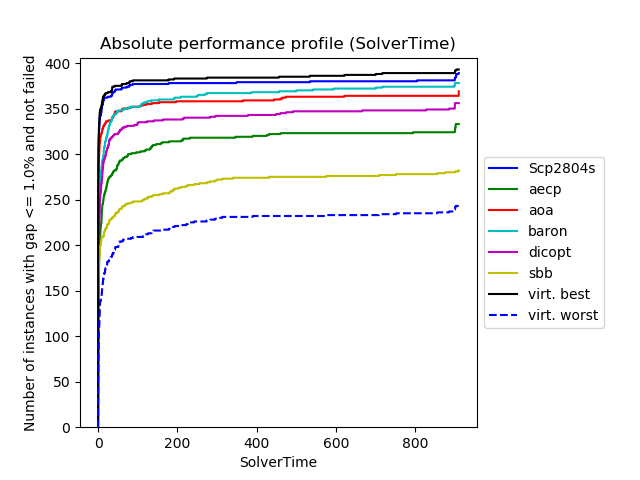 Absolute performance profile (SolverTime)
Number of instances with gap <= 1.0% and not failed
400
350
300
250
200
150
100
50
0
0 200 400 600 800
SolverTime
Scp2804s
aecp
aoa
baron
dicopt
sbb
virt. best
virt. worst